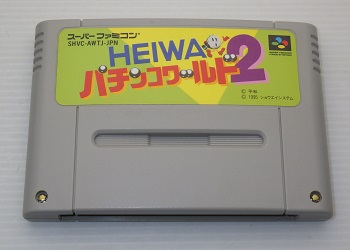 スーパーファミコン®
SHVC-AWTJ-JPN
HEIWA
パチンコワールド2
© 平和
© 1995 ショウエイシステム